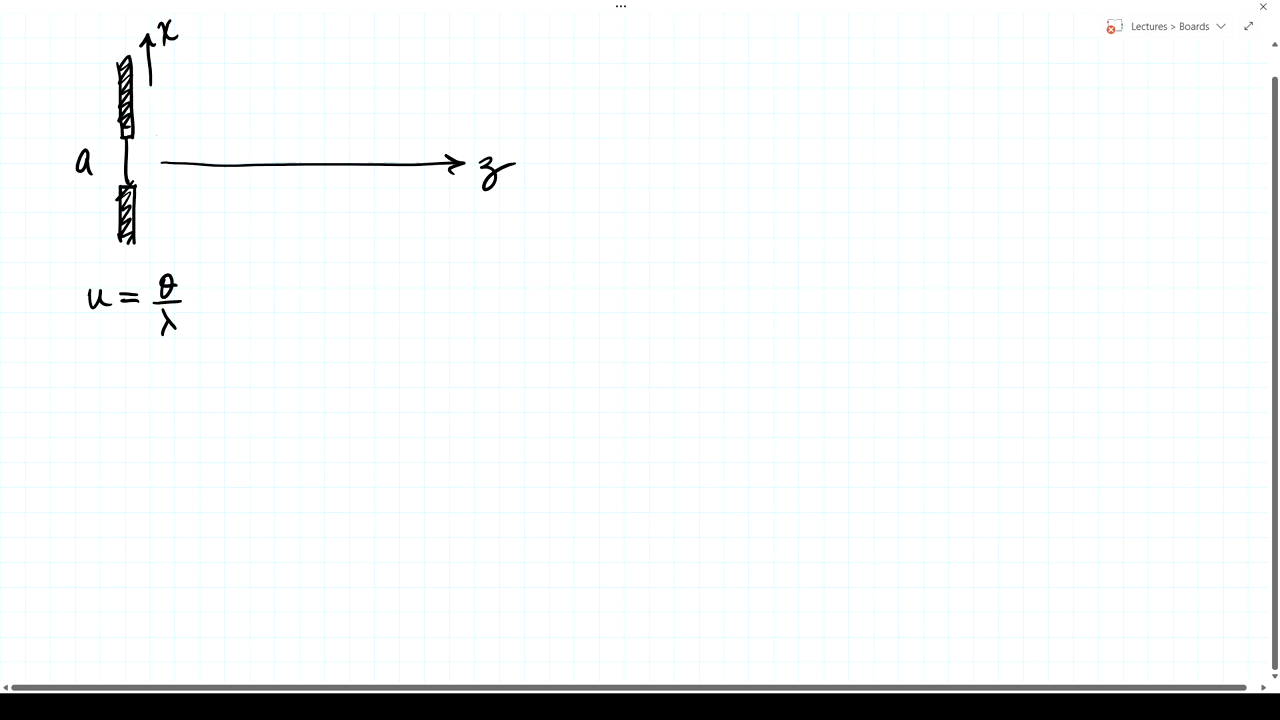 x
Lectures > Boards
a
z
u = θ/λ